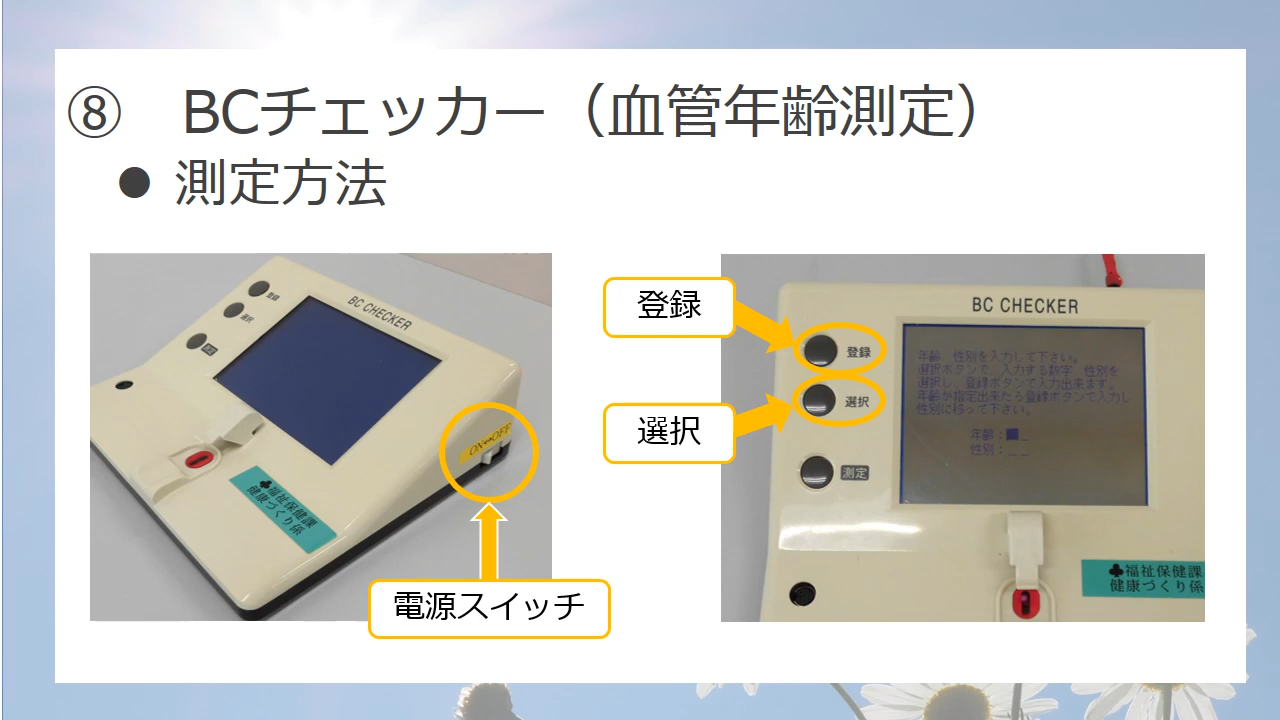 ⑧ BCチェッカー（血管年齢測定）
● 測定方法
BC CHECKER
登録
選択
測定
ON↔OFF
♣福祉保健課
健康づくり係
電源スイッチ
登録
選択
BC CHECKER
登録
選択
測定
年齢、性別を入力して下さい。
選択ボタンで、入力する数字、性別を
選択し、登録ボタンで入力出来ます。
年齢が指定出来たら登録ボタンで入力し
性別に移って下さい。
年齢：■_
性別：_ _
♣福祉保健課
健康づくり係